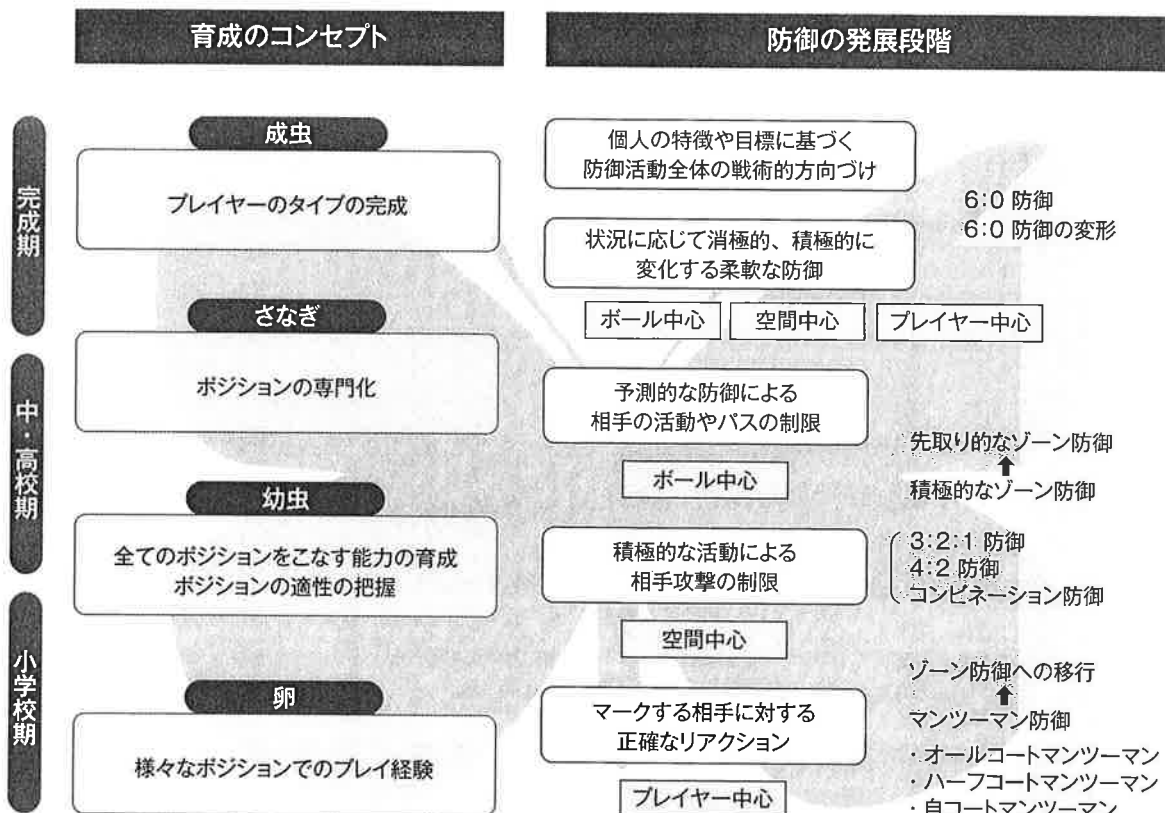 育成のコンセプト
防御の発展段階
完成期
成虫
プレイヤーのタイプの完成
個人の特徴や目標に基づく
防御活動全体の戦術的方向づけ
6:0 防御
6:0 防御の変形
状況に応じて消極的、積極的に
変化する柔軟な防御
ボール中心
空間中心
プレイヤー中心
さなぎ
中・高校期
ポジションの専門化
予測的な防御による
相手の活動やパスの制限
先取り的なゾーン防御
⬆
積極的なゾーン防御
ボール中心
幼虫
全てのポジションをこなす能力の育成
ポジションの適性の把握
積極的な活動による
相手攻撃の制限
3:2:1 防御
4:2 防御
コンビネーション防御
空間中心
小学校期
卵
様々なポジションでのプレイ経験
マークする相手に対する
正確なリアクション
ゾーン防御への移行
⬆
マンツーマン防御
・オールコートマンツーマン
・ハーフコートマンツーマン
・自コートマンツーマン
プレイヤー中心